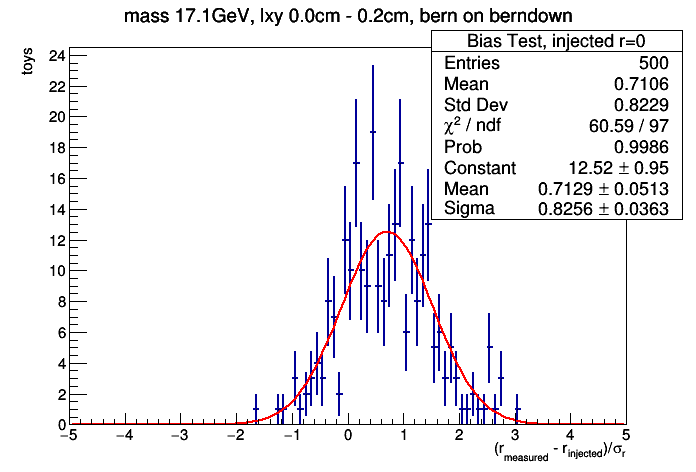 mass 17.1GeV, lxy 0.0cm - 0.2cm, bern on berndown
Bias Test, injected r=0
Entries 500
Mean 0.7106
Std Dev 0.8229
χ² / ndf 60.59 / 97
Prob 0.9986
Constant 12.52 ± 0.95
Mean 0.7129 ± 0.0513
Sigma 0.8256 ± 0.0363
toys
24
22
20
18
16
14
12
10
8
6
4
2
0
−5 −4 −3 −2 −1 0 1 2 3 4 5
(r_measured - r_injected)/σ_r